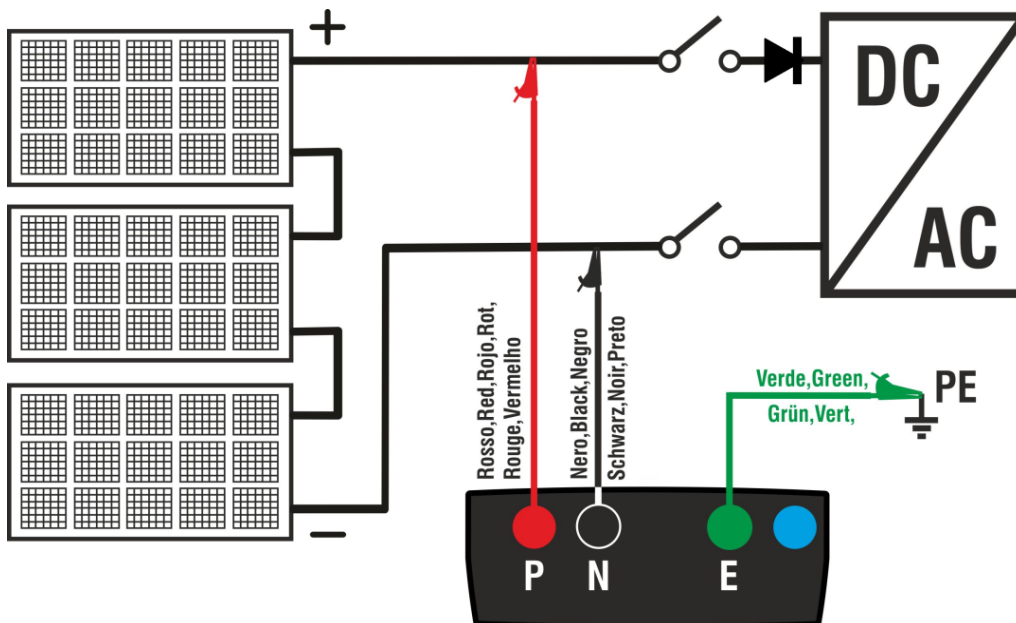 +
DC
AC
Rosso,Red,Rojo,Rot,
Rouge,Vermelho
Nero,Black,Negro
Schwarz,Noir,Preto
Verde,Green,
Grün,Vert,
PE
−
P N E